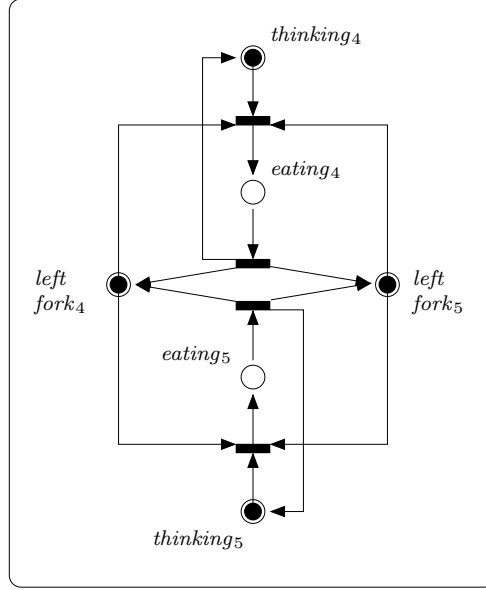 thinking₄
eating₄
left
fork₄
left
fork₅
eating₅
thinking₅